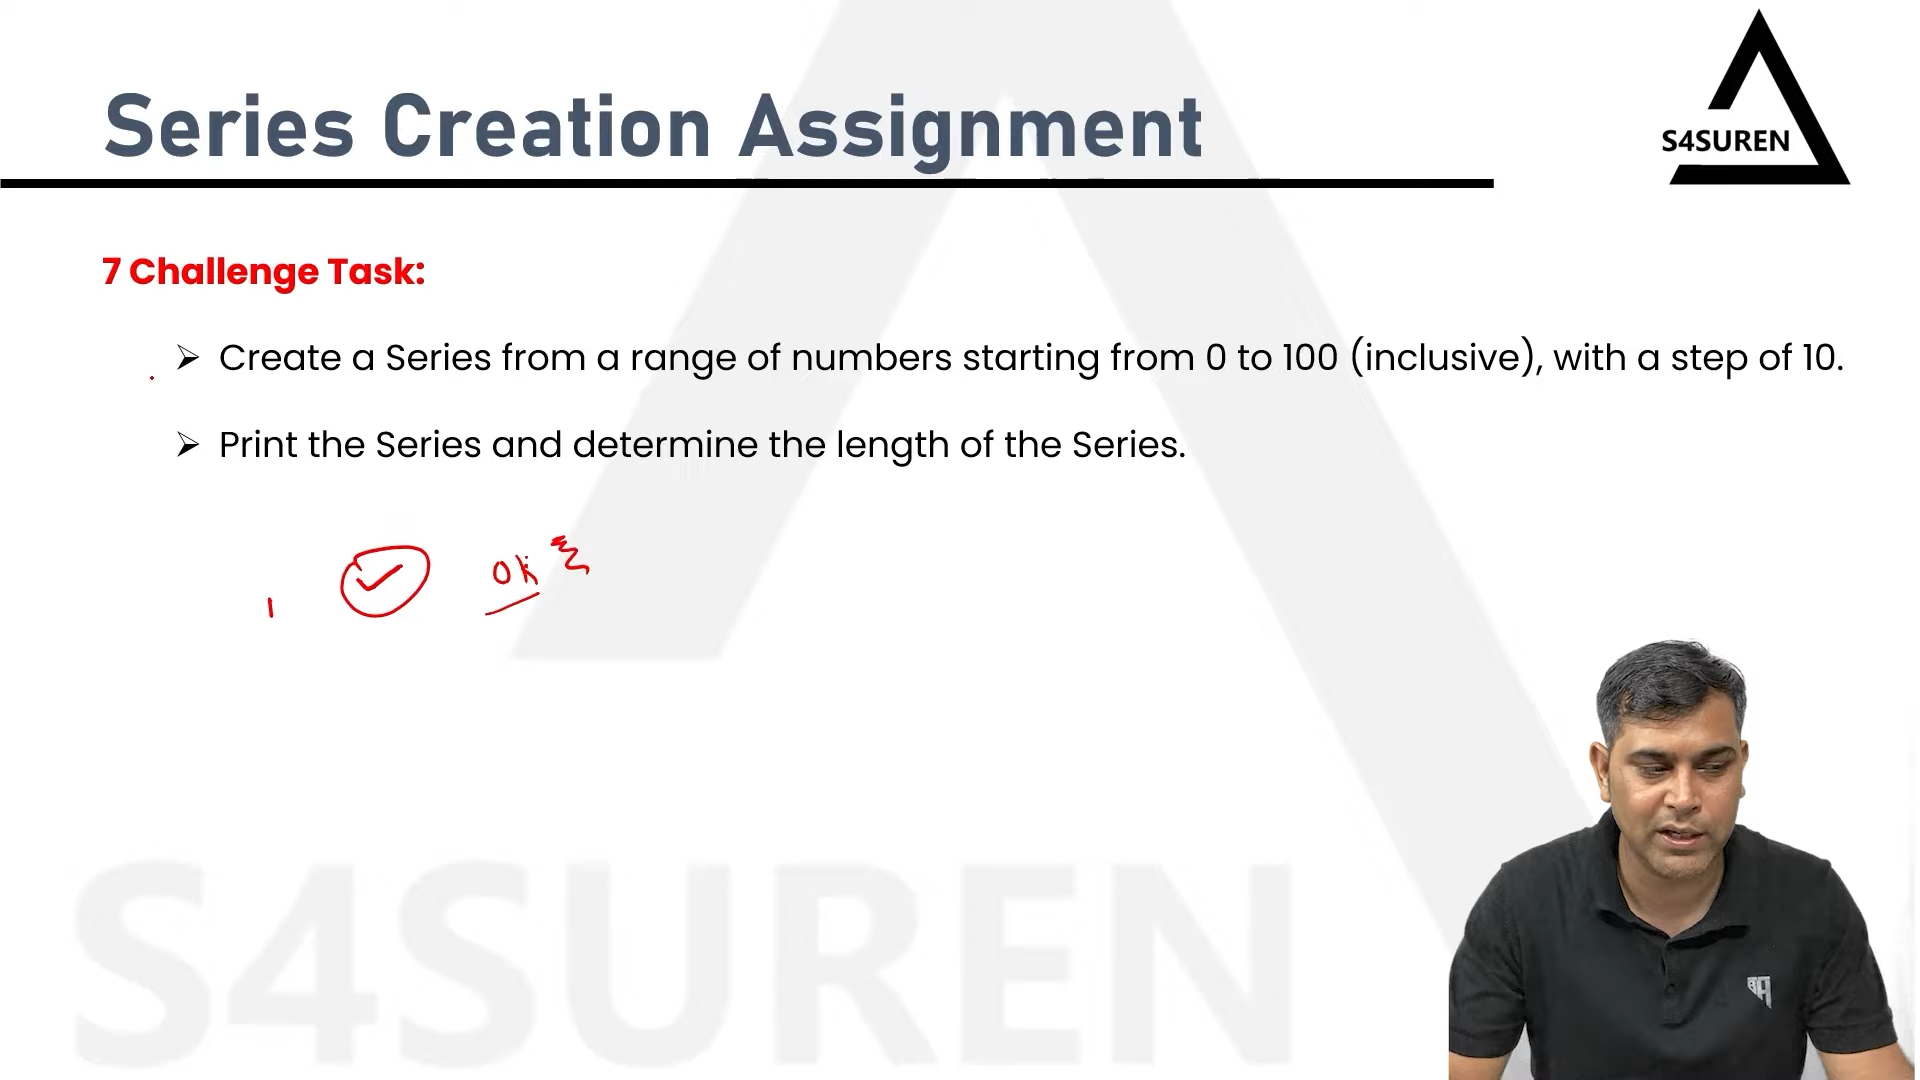 Series Creation Assignment
S4SUREN
7 Challenge Task:
➢ Create a Series from a range of numbers starting from 0 to 100 (inclusive), with a step of 10.
➢ Print the Series and determine the length of the Series.
Ok
S4SUREN